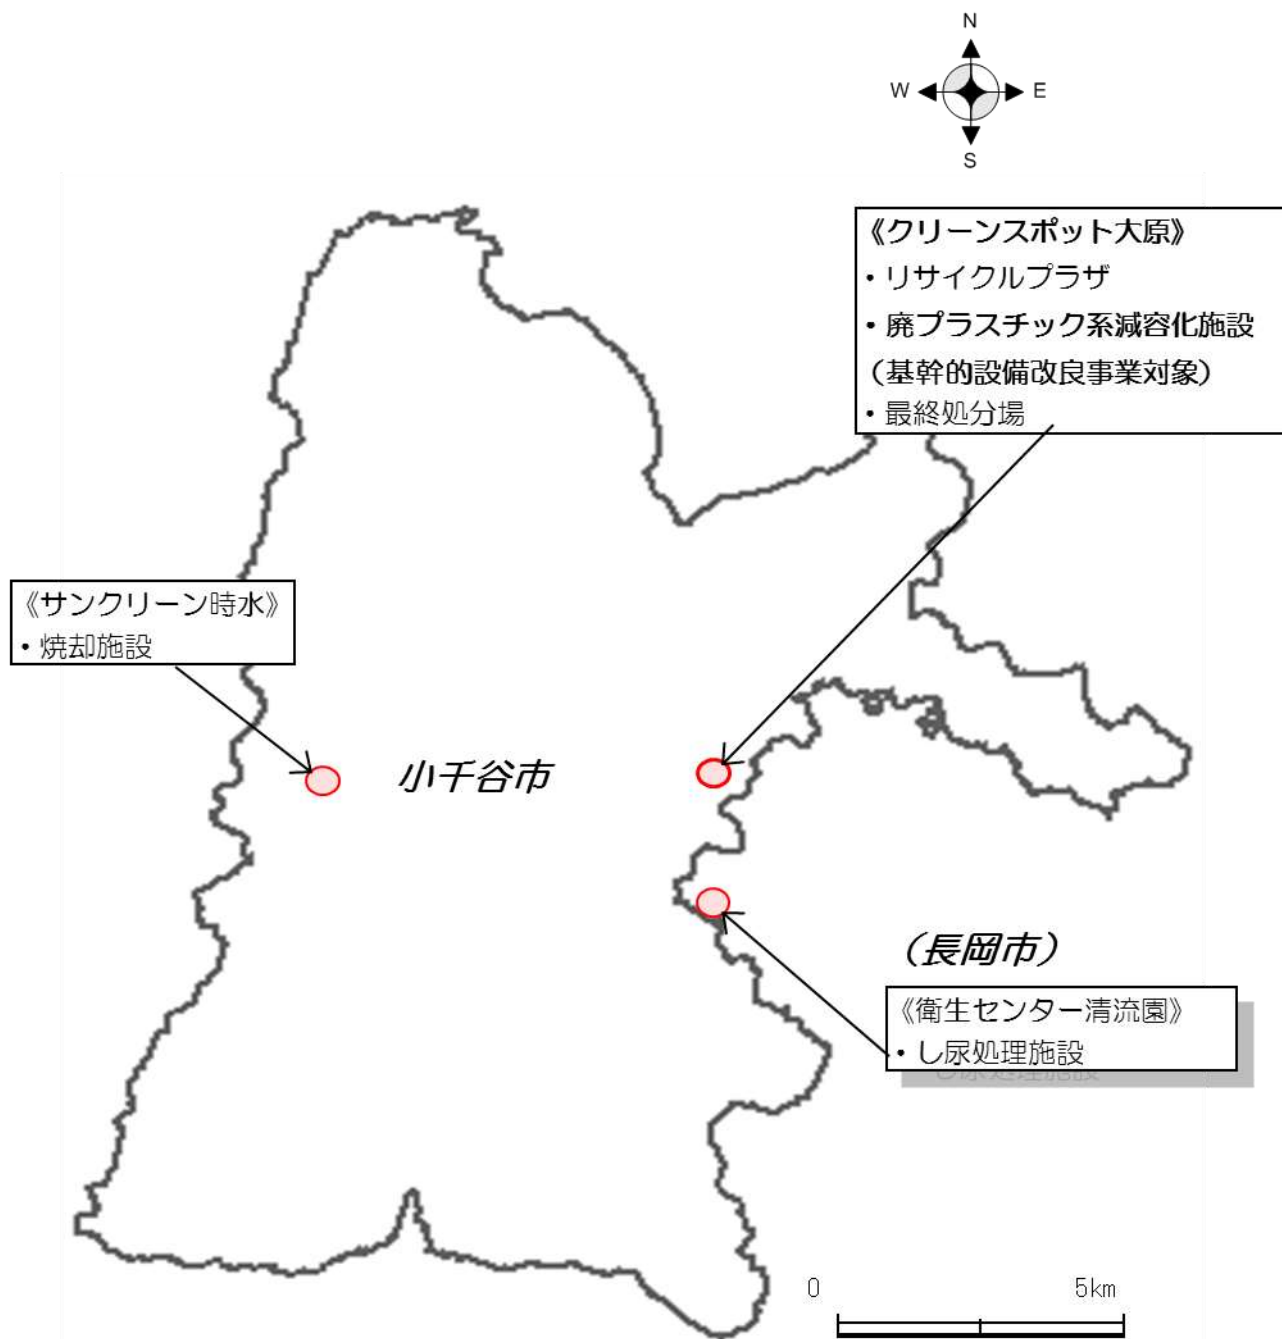 N
W
E
S
《クリーンスポット大原》
・リサイクルプラザ
・廃プラスチック系減容化施設
（基幹的設備改良事業対象）
・最終処分場
《サンクリーン時水》
・焼却施設
小千谷市
（長岡市）
《衛生センター清流園》
・し尿処理施設
0
5km